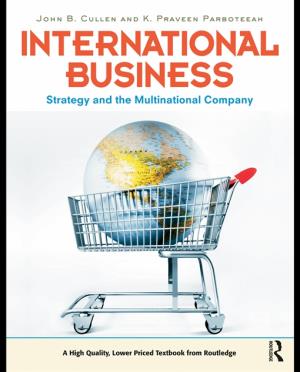 JOHN B. CULLEN AND K. PRAVEEN PARBOTEEAH
INTERNATIONAL
BUSINESS
Strategy and the Multinational Company
A High Quality, Lower Priced Textbook from Routledge
R
ROUTLEDGE